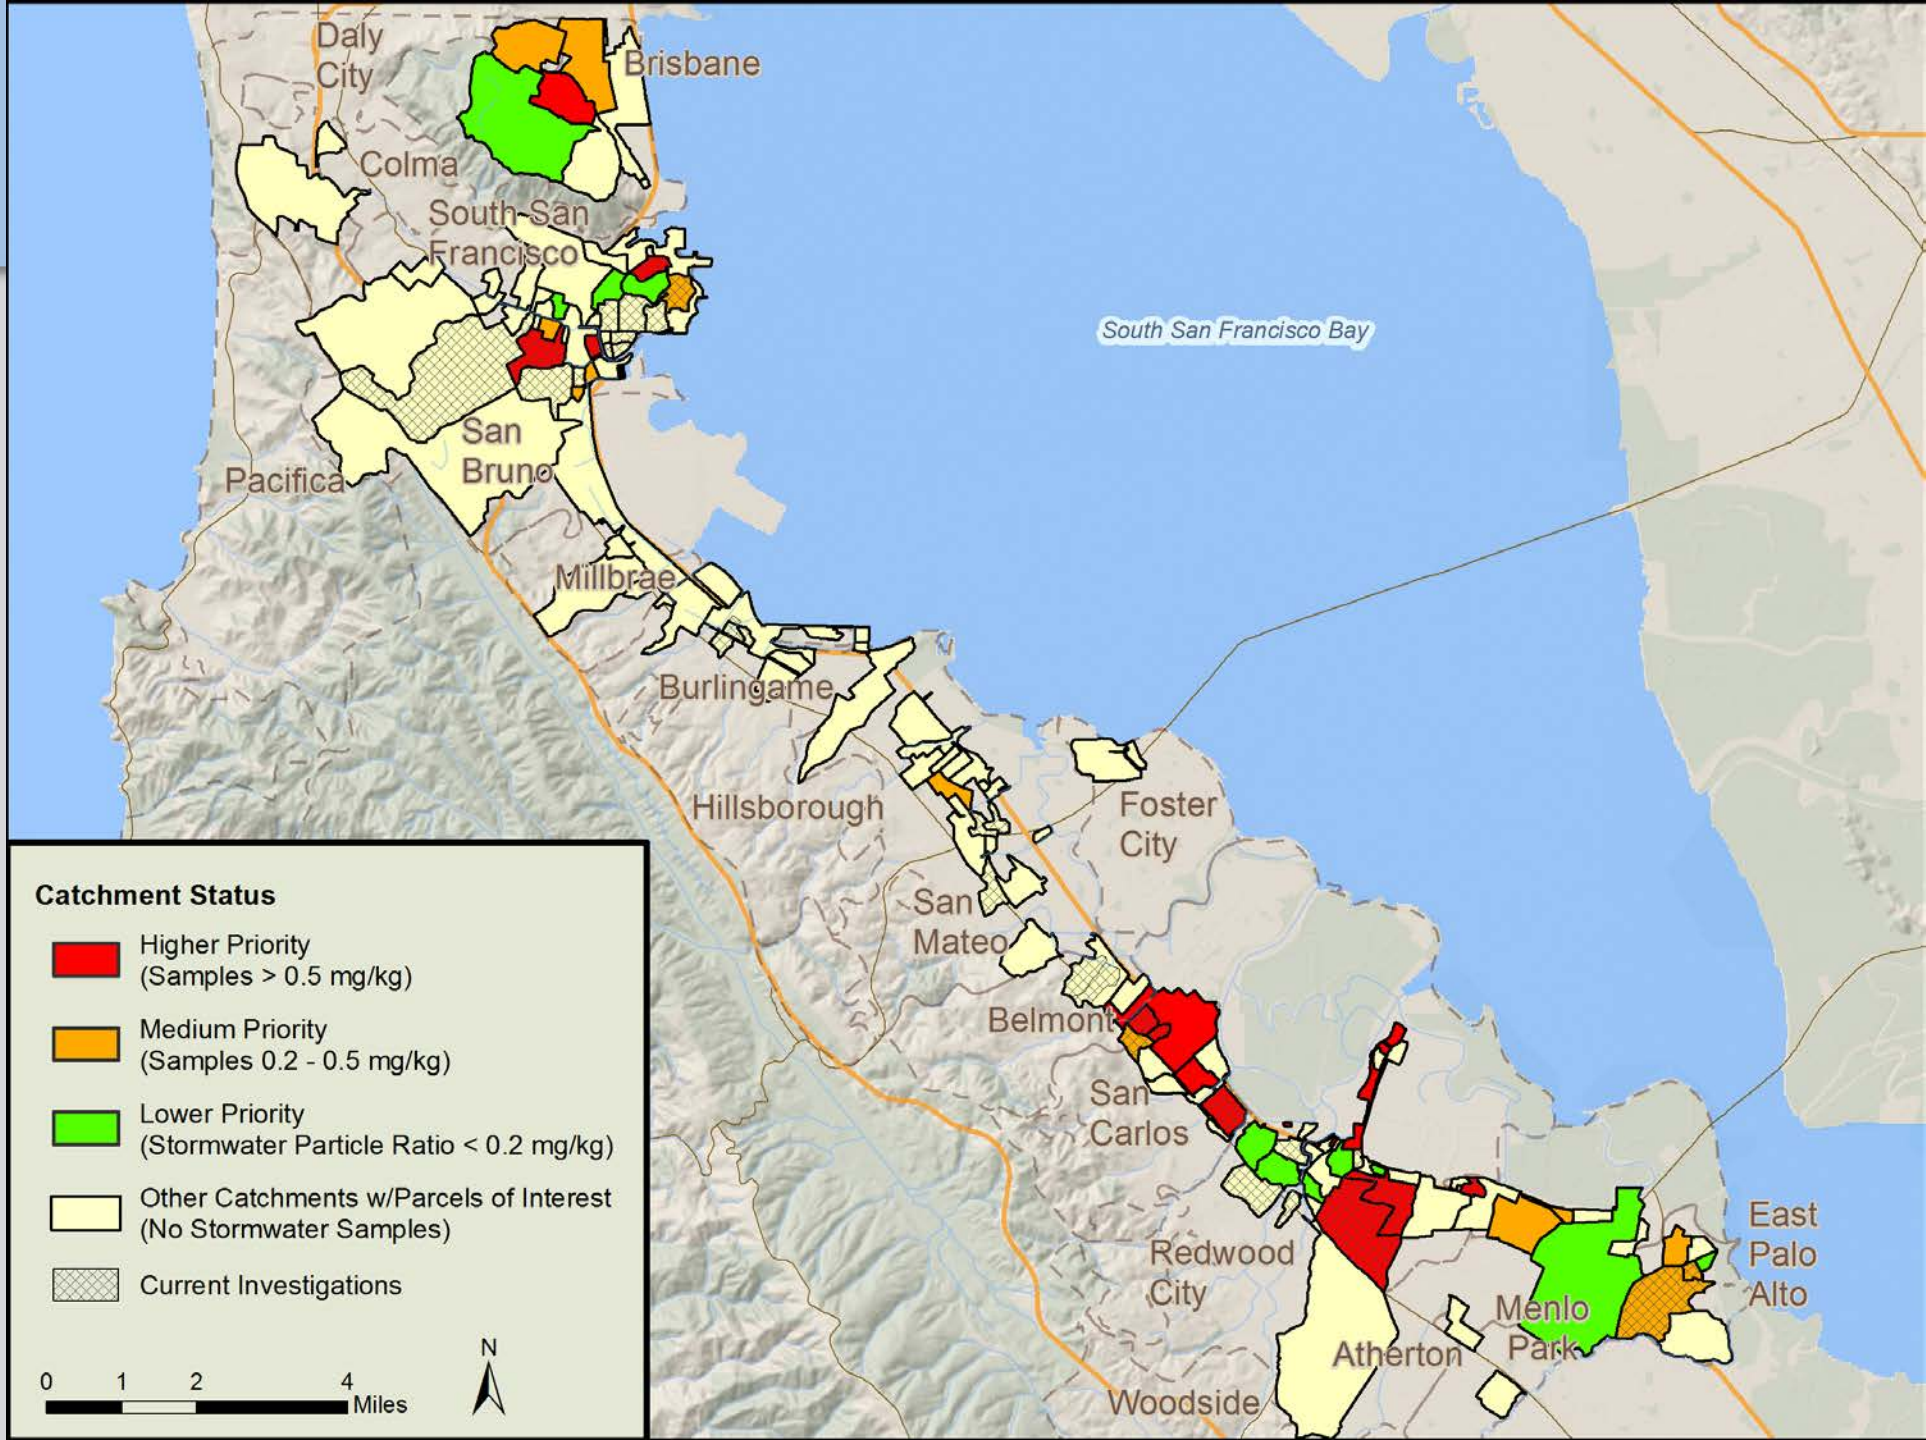 Daly
City
Brisbane
Colma
South San
Francisco
South San Francisco Bay
San
Bruno
Pacifica
Millbrae
Burlingame
Hillsborough
Foster
City
San
Mateo
Belmont
San
Carlos
Redwood
City
East
Palo
Alto
Menlo
Park
Atherton
Woodside
Catchment Status
Higher Priority
(Samples > 0.5 mg/kg)
Medium Priority
(Samples 0.2 - 0.5 mg/kg)
Lower Priority
(Stormwater Particle Ratio < 0.2 mg/kg)
Other Catchments w/Parcels of Interest
(No Stormwater Samples)
Current Investigations
N
0 1 2 4
Miles